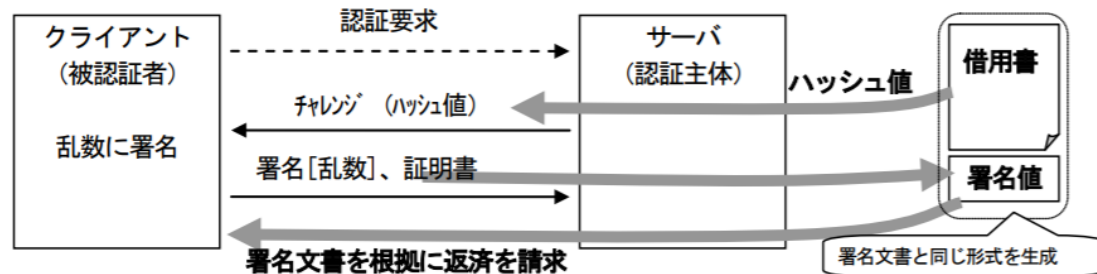 クライアント
(被認証者)
乱数に署名
認証要求
チャレンジ (ハッシュ値)
署名[乱数]、証明書
サーバ
(認証主体)
ハッシュ値
借用書
署名値
署名文書を根拠に返済を請求
署名文書と同じ形式を生成